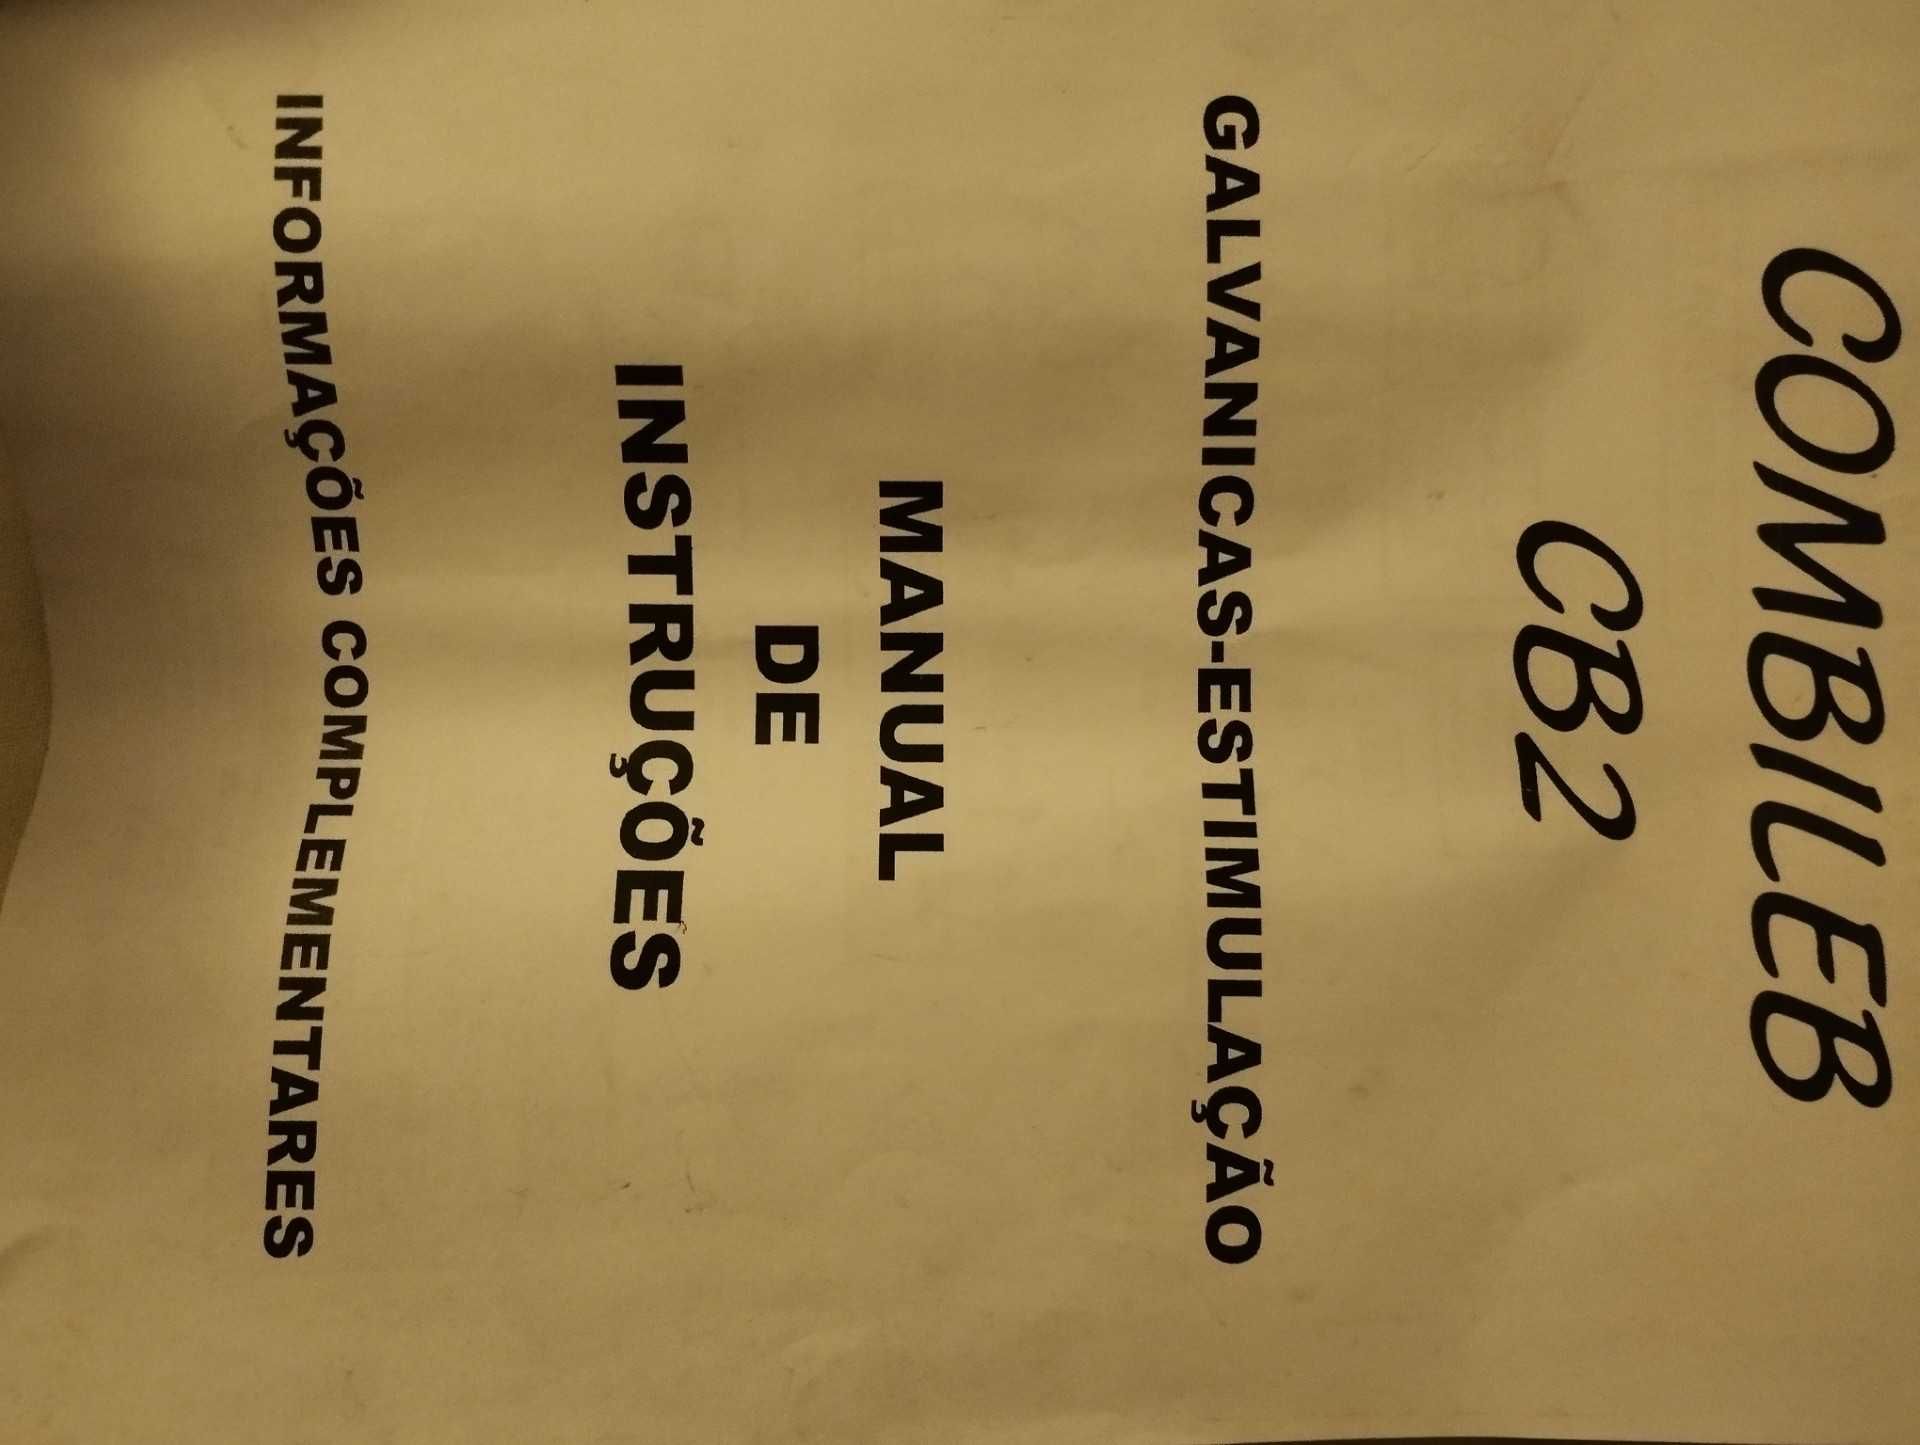 COMBILEB
CB2
GALVANICAS-ESTIMULAÇÃO
MANUAL
DE
INSTRUÇÕES
INFORMAÇÕES COMPLEMENTARES